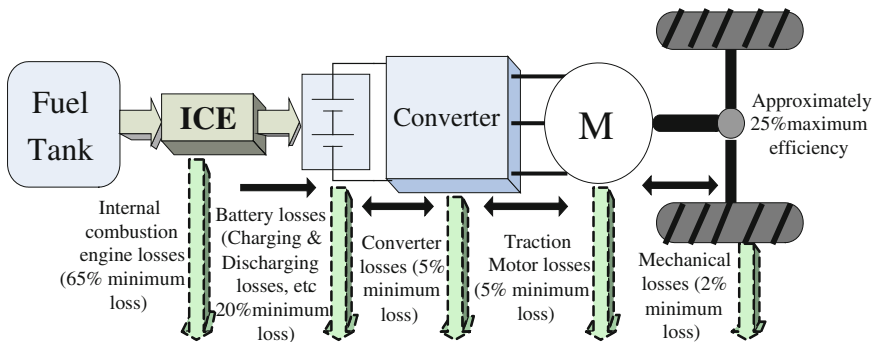 Fuel
Tank
ICE
Converter
M
Approximately
25%maximum
efficiency
Internal
combustion
engine losses
(65% minimum
loss)
Battery losses
(Charging &
Discharging
losses, etc
20%minimum
loss)
Converter
losses (5%
minimum
loss)
Traction
Motor losses
(5% minimum
loss)
Mechanical
losses (2%
minimum
loss)